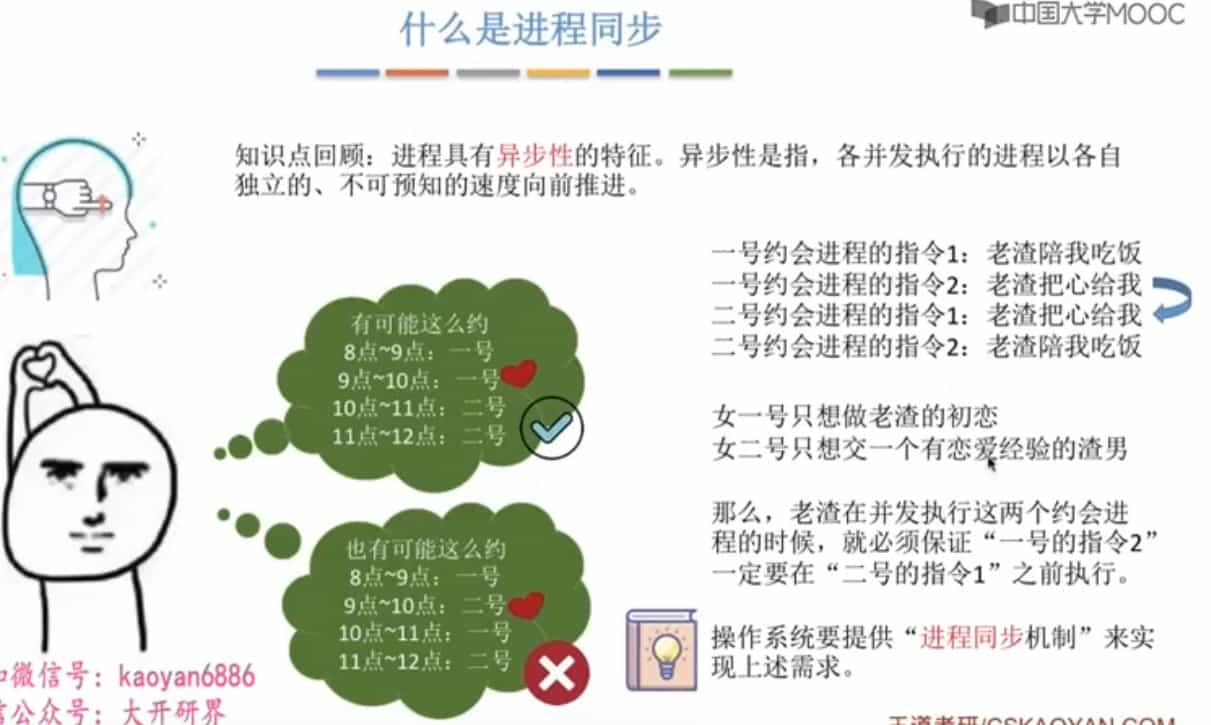 什么是进程同步
中国大学MOOC
知识点回顾：进程具有异步性的特征。异步性是指，各并发执行的进程以各自
独立的、不可预知的速度向前推进。
一号约会进程的指令1：老渣陪我吃饭
一号约会进程的指令2：老渣把心给我
二号约会进程的指令1：老渣把心给我
二号约会进程的指令2：老渣陪我吃饭
有可能这么约
8点~9点：一号
9点~10点：一号
10点~11点：二号
11点~12点：二号
女一号只想做老渣的初恋
女二号只想交一个有恋爱经验的渣男
那么，老渣在并发执行这两个约会进
程的时候，就必须保证“一号的指令2”
一定要在“二号的指令1”之前执行。
也有可能这么约
8点~9点：一号
9点~10点：二号
10点~11点：一号
11点~12点：二号
操作系统要提供“进程同步机制”来实
现上述需求。
微信号：kaoyan6886
公众号：大开研界
王道考研/CSKAOYAN.COM